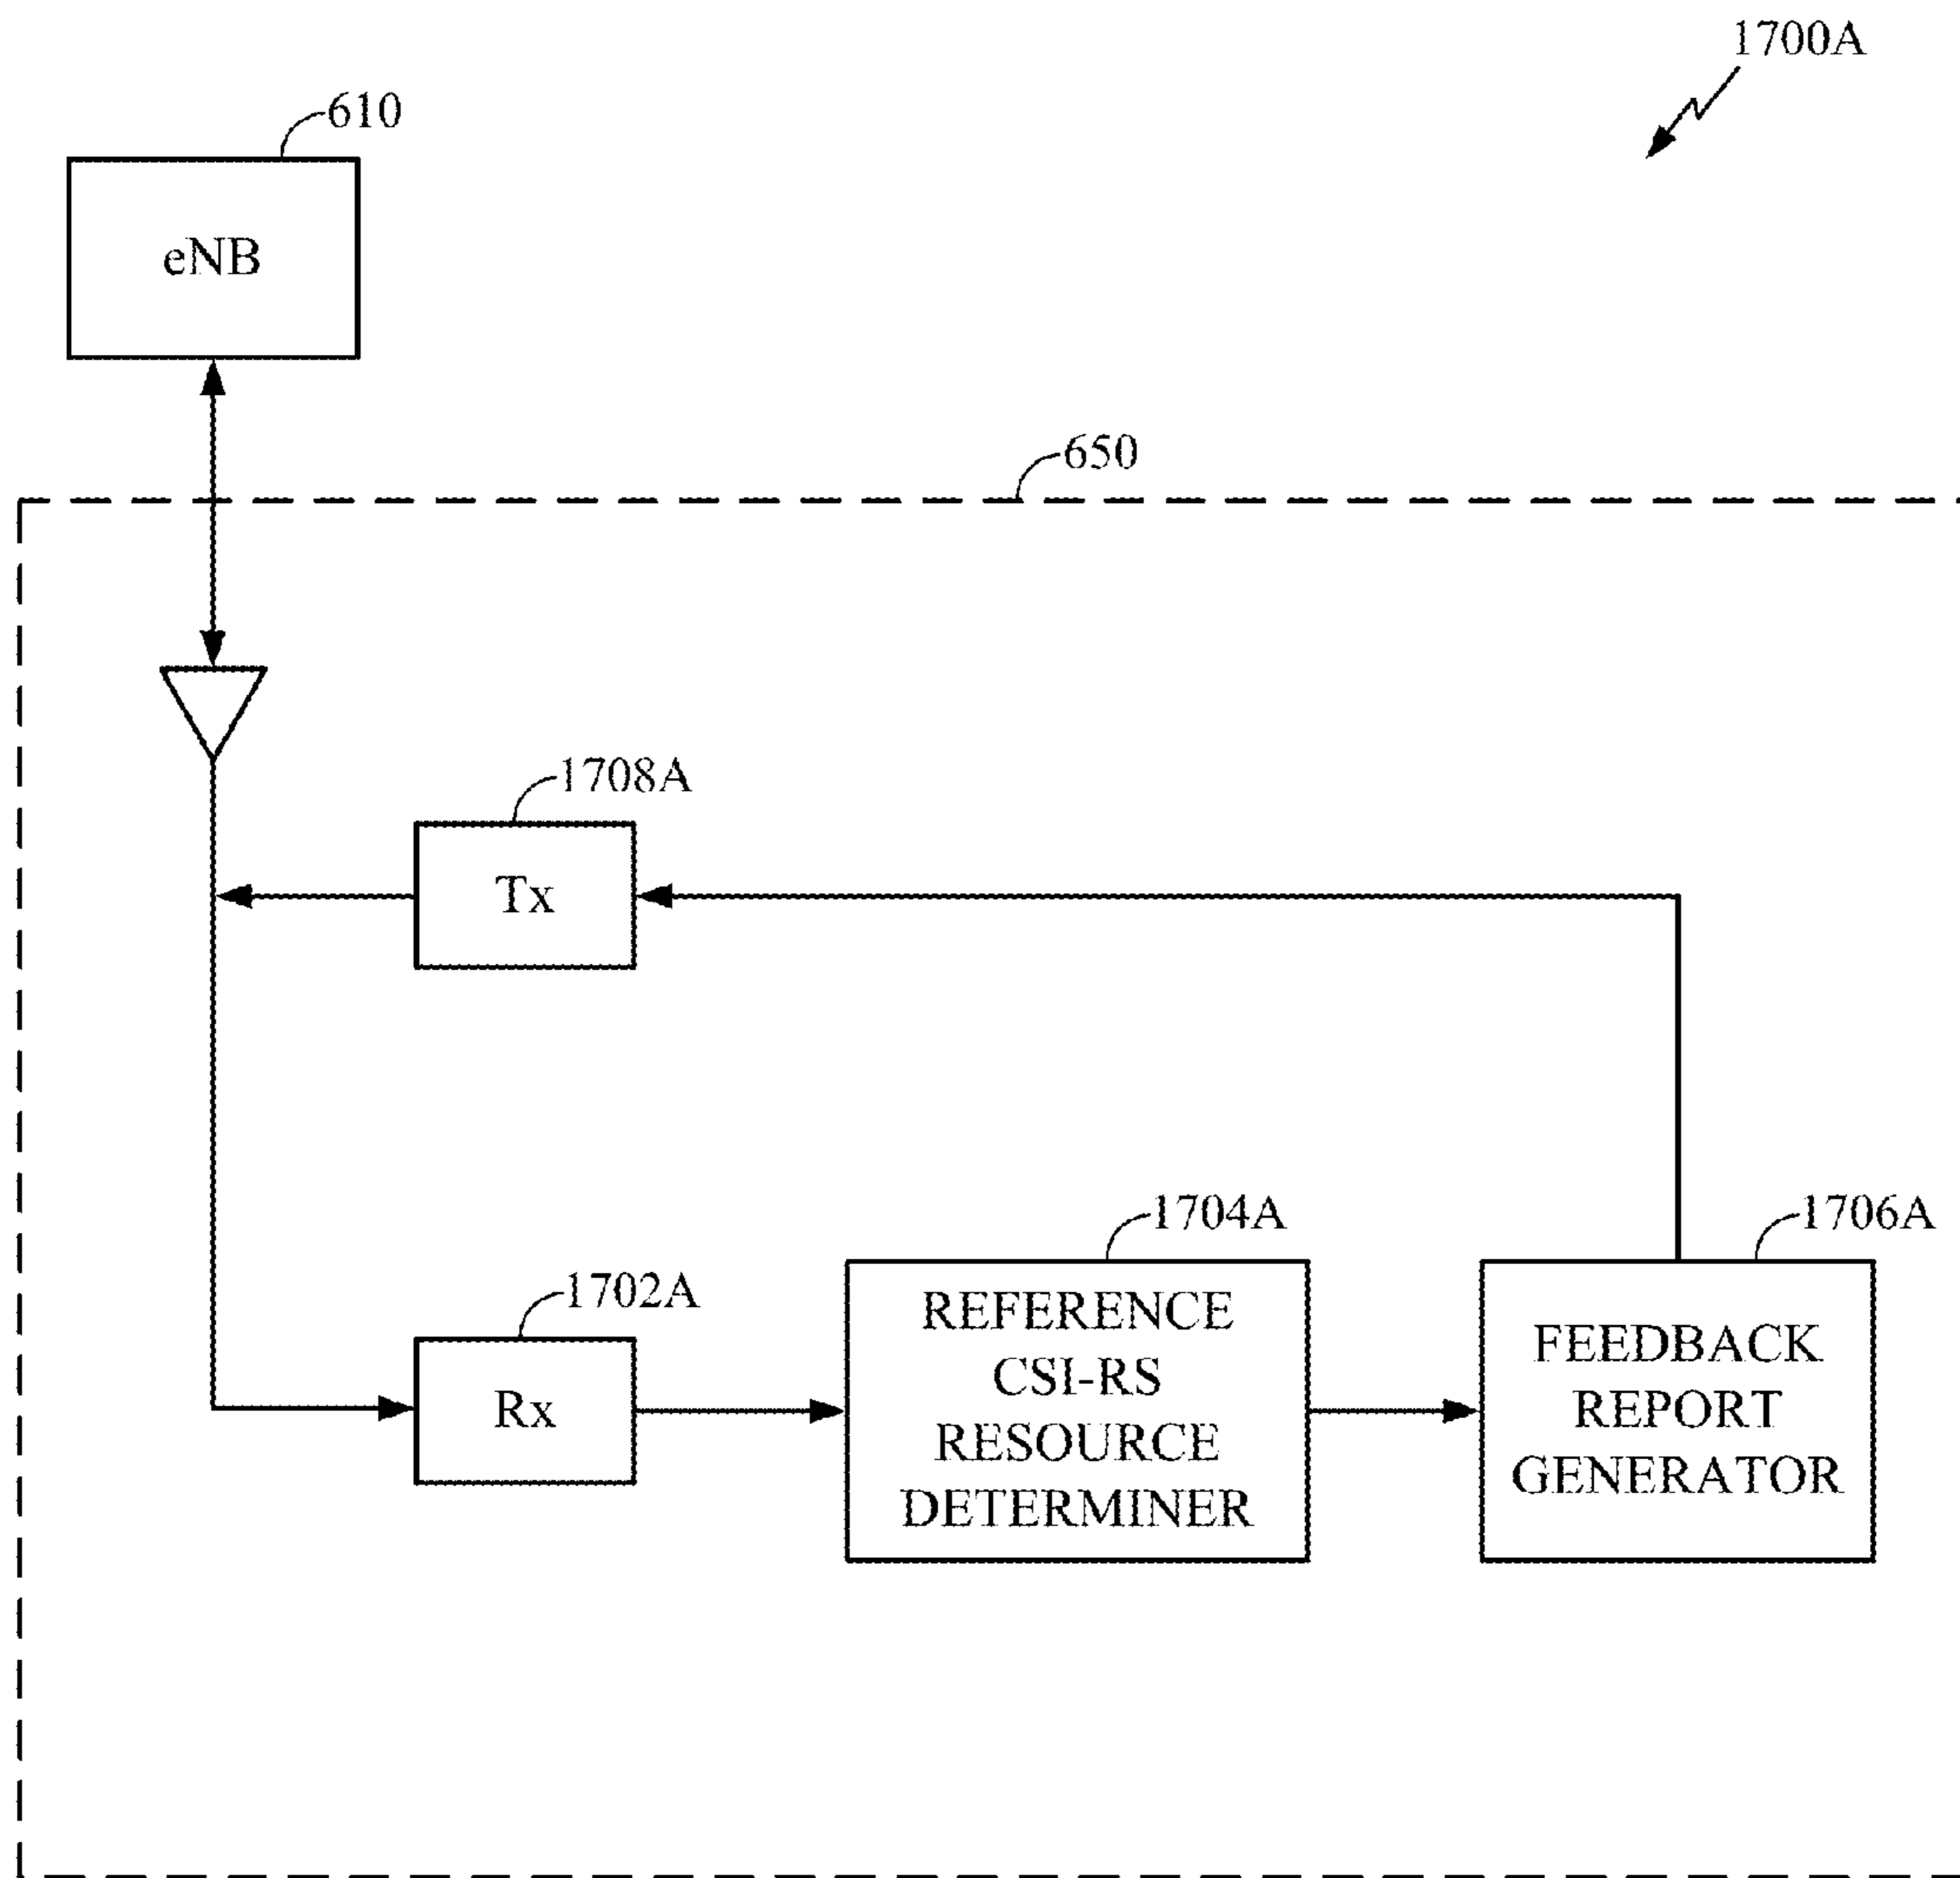 1700A
610
eNB
650
1708A
Tx
1704A
1706A
1702A
REFERENCE
CSI-RS
RESOURCE
DETERMINER
FEEDBACK
REPORT
GENERATOR
Rx